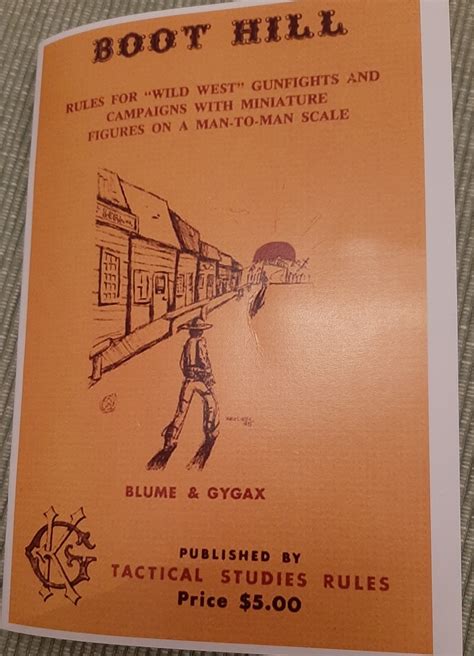 BOOT HILL
RULES FOR "WILD WEST" GUNFIGHTS AND
CAMPAIGNS WITH MINIATURE
FIGURES ON A MAN-TO-MAN SCALE
BLUME & GYGAX
GK
PUBLISHED BY
TACTICAL STUDIES RULES
Price $5.00